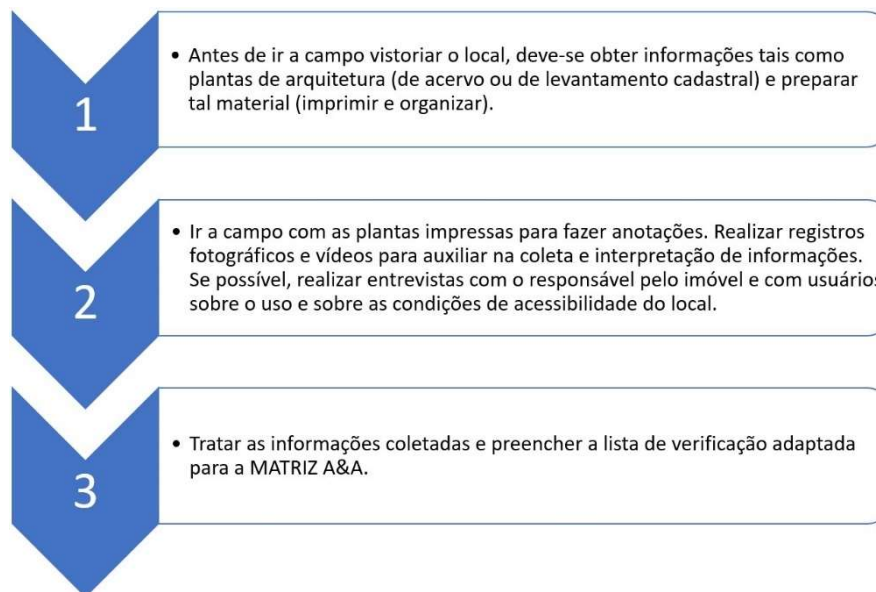 1
• Antes de ir a campo vistoriar o local, deve-se obter informações tais como
plantas de arquitetura (de acervo ou de levantamento cadastral) e preparar
tal material (imprimir e organizar).
2
• Ir a campo com as plantas impressas para fazer anotações. Realizar registros
fotográficos e vídeos para auxiliar na coleta e interpretação de informações.
Se possível, realizar entrevistas com o responsável pelo imóvel e com usuários
sobre o uso e sobre as condições de acessibilidade do local.
3
• Tratar as informações coletadas e preencher a lista de verificação adaptada
para a MATRIZ A&A.